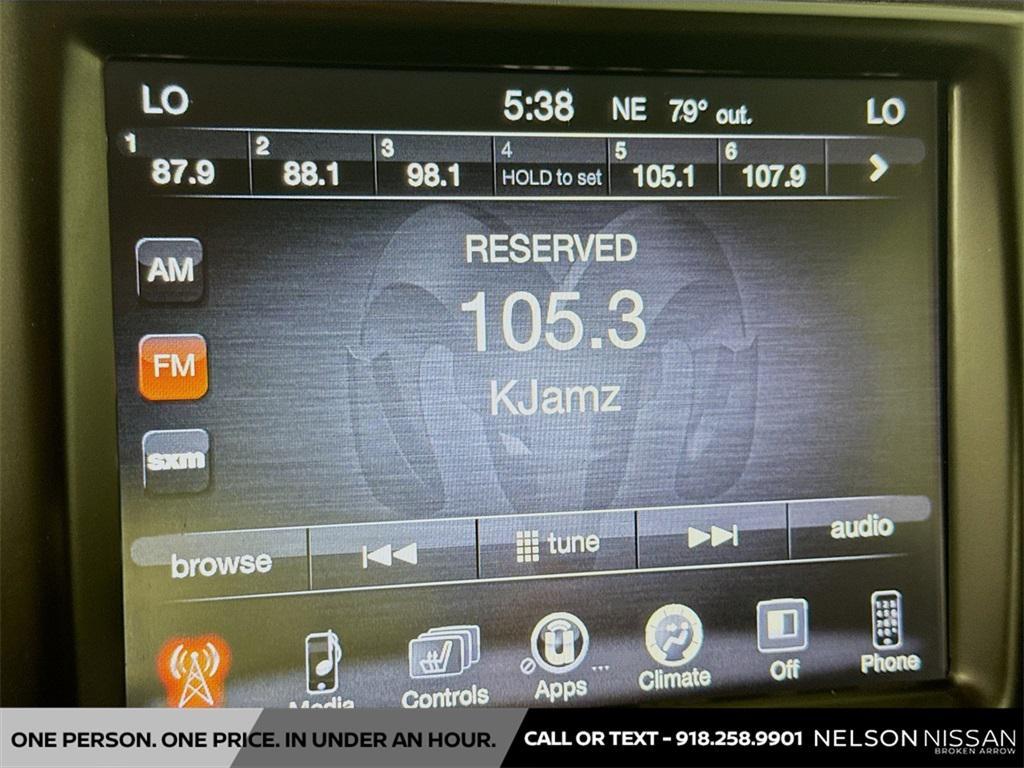 LO 5:38 NE 79° out. LO
1 2 3 4 5 6
87.9 88.1 98.1 HOLD to set 105.1 107.9
RESERVED
AM
105.3
FM
KJamz
sxm
browse tune audio
Media Controls Apps Climate Off Phone
ONE PERSON. ONE PRICE. IN UNDER AN HOUR. CALL OR TEXT - 918.258.9901 NELSON NISSAN
BROKEN ARROW